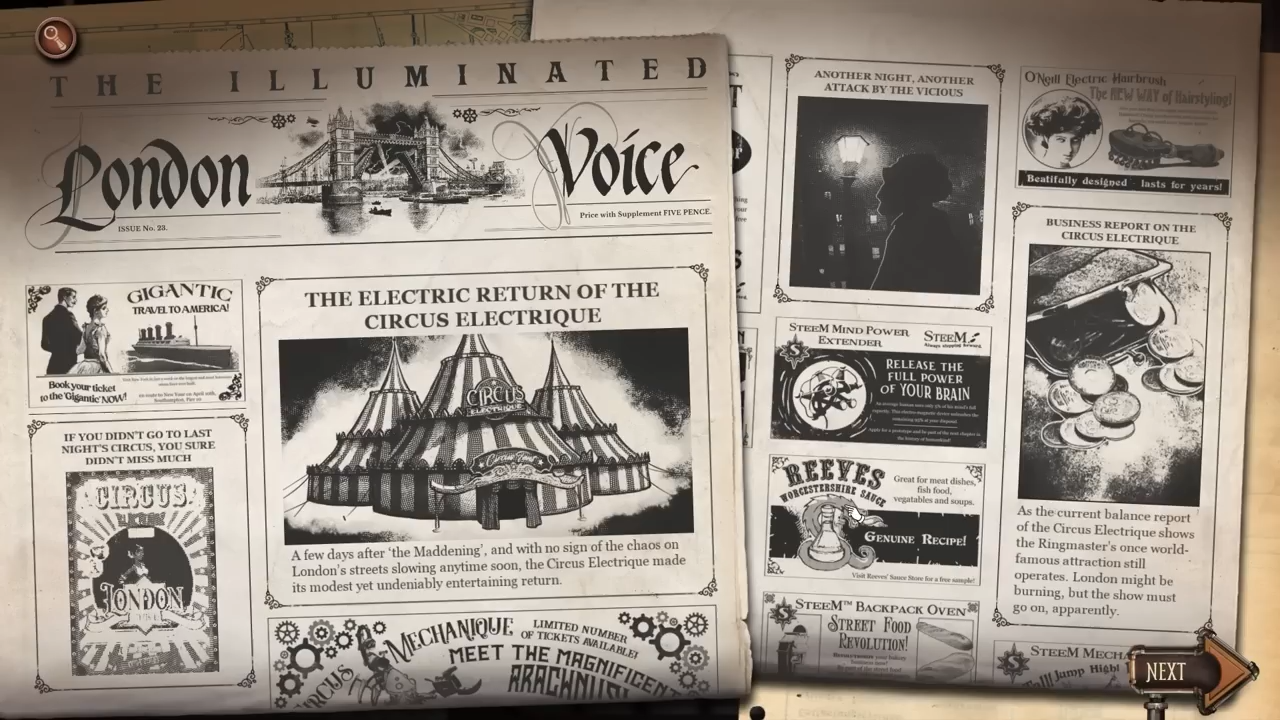 THE ILLUMINATED
London Voice
ISSUE No. 23.
Price with Supplement FIVE PENCE.
GIGANTIC
TRAVEL TO AMERICA!
Book your ticket
to the 'Gigantic' NOW!
IF YOU DIDN'T GO TO LAST
NIGHT'S CIRCUS, YOU SURE
DIDN'T MISS MUCH
CIRCUS
LONDON
THE ELECTRIC RETURN OF THE
CIRCUS ELECTRIQUE
CIRCUS
ELECTRIQUE
A few days after 'the Maddening', and with no sign of the chaos on
London's streets slowing anytime soon, the Circus Electrique made
its modest yet undeniably entertaining return.
CIRCUS
MECHANIQUE
LIMITED NUMBER
OF TICKETS AVAILABLE!
MEET THE MAGNIFICENT
ARACHNUS!
ANOTHER NIGHT, ANOTHER
ATTACK BY THE VICIOUS
STEEM MIND POWER
EXTENDER
STEEM
Always stepping forward
RELEASE THE
FULL POWER
OF YOUR BRAIN
REEVES
WORCESTERSHIRE SAUCE
Great for meat dishes,
fish food,
vegatables and soups.
GENUINE RECIPE!
Visit Reeves' Sauce Store for a free sample!
STEEM™ BACKPACK OVEN
STREET FOOD
REVOLUTION!
O'Neill Electric Hairbrush
The NEW WAY of Hairstyling!
Beatifully designed - lasts for years!
BUSINESS REPORT ON THE
CIRCUS ELECTRIQUE
As the current balance report
of the Circus Electrique shows
the Ringmaster's once world-
famous attraction still
operates. London might be
burning, but the show must
go on, apparently.
STEEM
Jump High!
NEXT